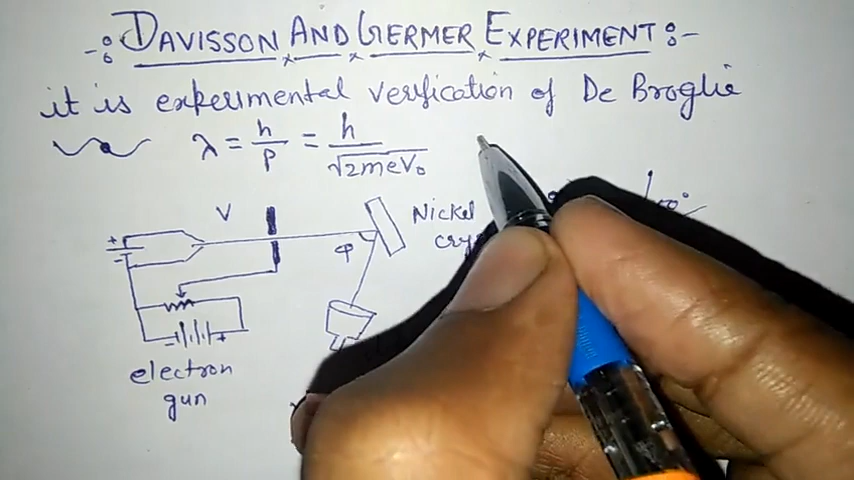 -: DAVISSON AND GERMER EXPERIMENT :-
it is experimental verification of De Broglie
λ = h/p = h/√2meV₀
V
Nickel
φ
+
-
- +
electron
gun